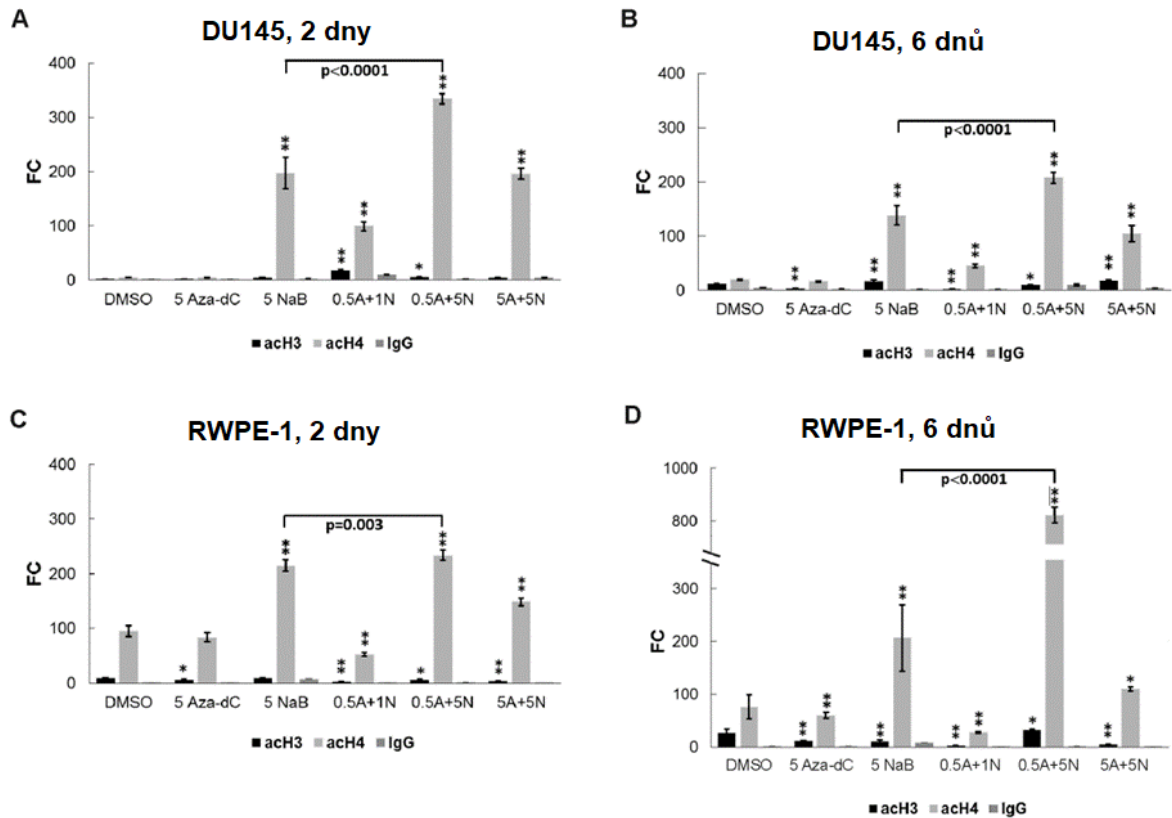 A
DU145, 2 dny
400
300
200
100
0
FC
p<0.0001
**
**
**
*
**
**
DMSO 5 Aza-dC 5 NaB 0.5A+1N 0.5A+5N 5A+5N
acH3 acH4 IgG
B
DU145, 6 dnů
400
300
200
100
0
FC
p<0.0001
**
**
**
**
**
*
**
**
**
DMSO 5 Aza-dC 5 NaB 0.5A+1N 0.5A+5N 5A+5N
acH3 acH4 IgG
C
RWPE-1, 2 dny
400
300
200
100
0
FC
p=0.003
*
**
**
**
*
**
**
**
DMSO 5 Aza-dC 5 NaB 0.5A+1N 0.5A+5N 5A+5N
acH3 acH4 IgG
D
RWPE-1, 6 dnů
1000
800
300
200
100
0
FC
p<0.0001
**
**
**
**
**
**
*
**
**
*
DMSO 5 Aza-dC 5 NaB 0.5A+1N 0.5A+5N 5A+5N
acH3 acH4 IgG